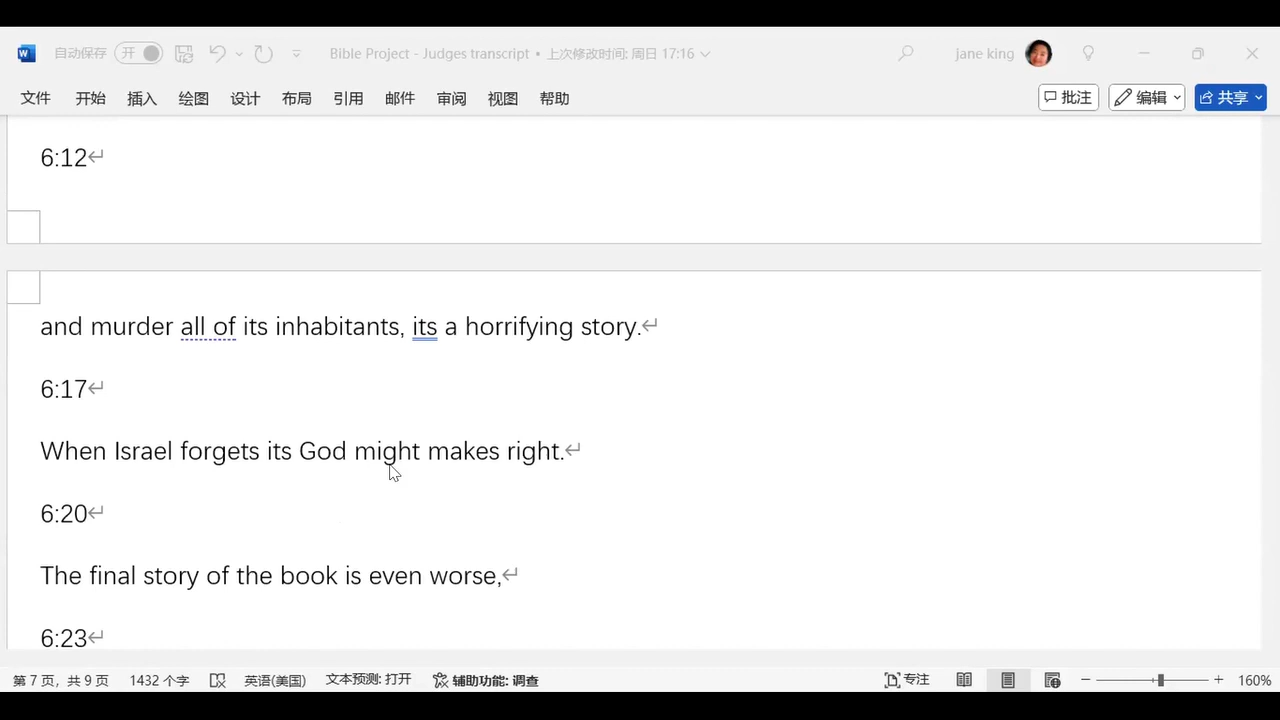 W 自动保存 开 Bible Project - Judges transcript • 上次修改时间: 周日 17:16 jane king
文件 开始 插入 绘图 设计 布局 引用 邮件 审阅 视图 帮助 批注 编辑 共享
6:12
and murder all of its inhabitants, its a horrifying story.
6:17
When Israel forgets its God might makes right.
6:20
The final story of the book is even worse,
6:23
第 7 页，共 9 页 1432 个字 英语(美国) 文本预测: 打开 辅助功能: 调查 专注 160%